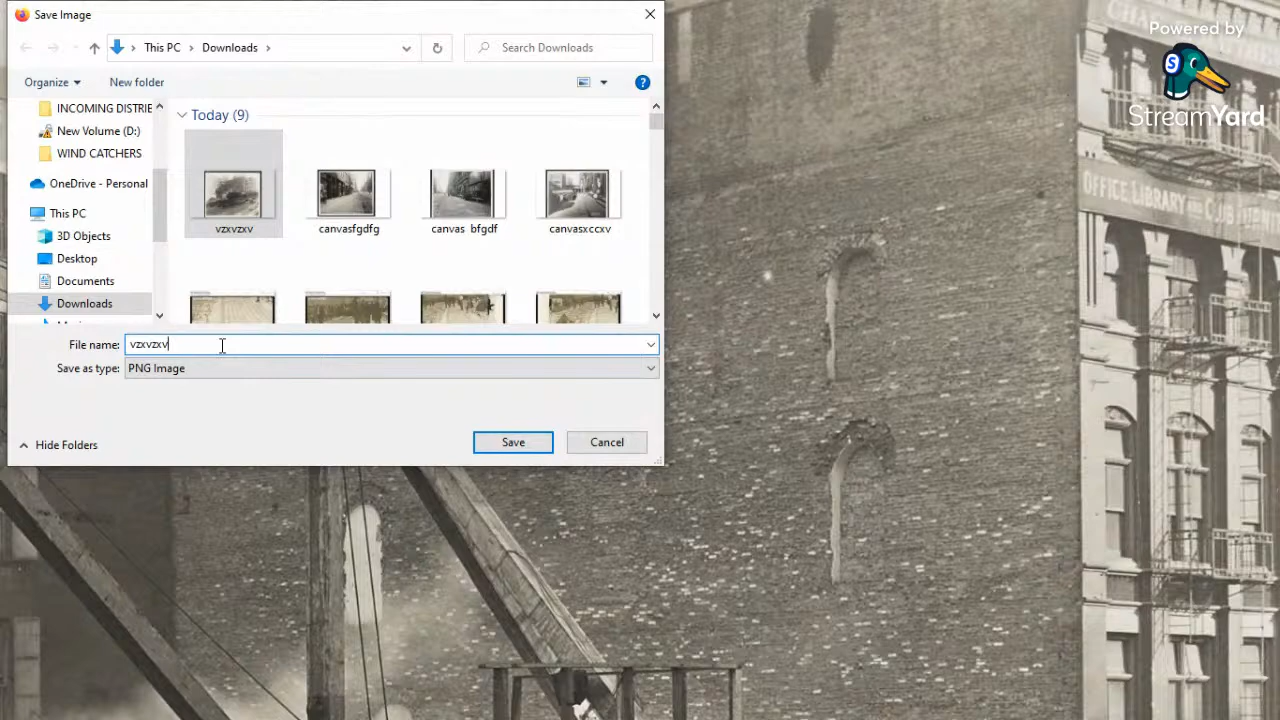 Save Image
This PC
Downloads
Search Downloads
Organize
New folder
?
INCOMING DISTRIE
New Volume (D:)
WIND CATCHERS
OneDrive - Personal
This PC
3D Objects
Desktop
Documents
Downloads
Today (9)
vzxvzxv
canvasfgdfg
canvas bfgdf
canvasxccxv
File name:
vzxvzxv
Save as type:
PNG Image
Hide Folders
Save
Cancel
Powered by
S
StreamYard
OFFICE, LIBRARY AND CLUB